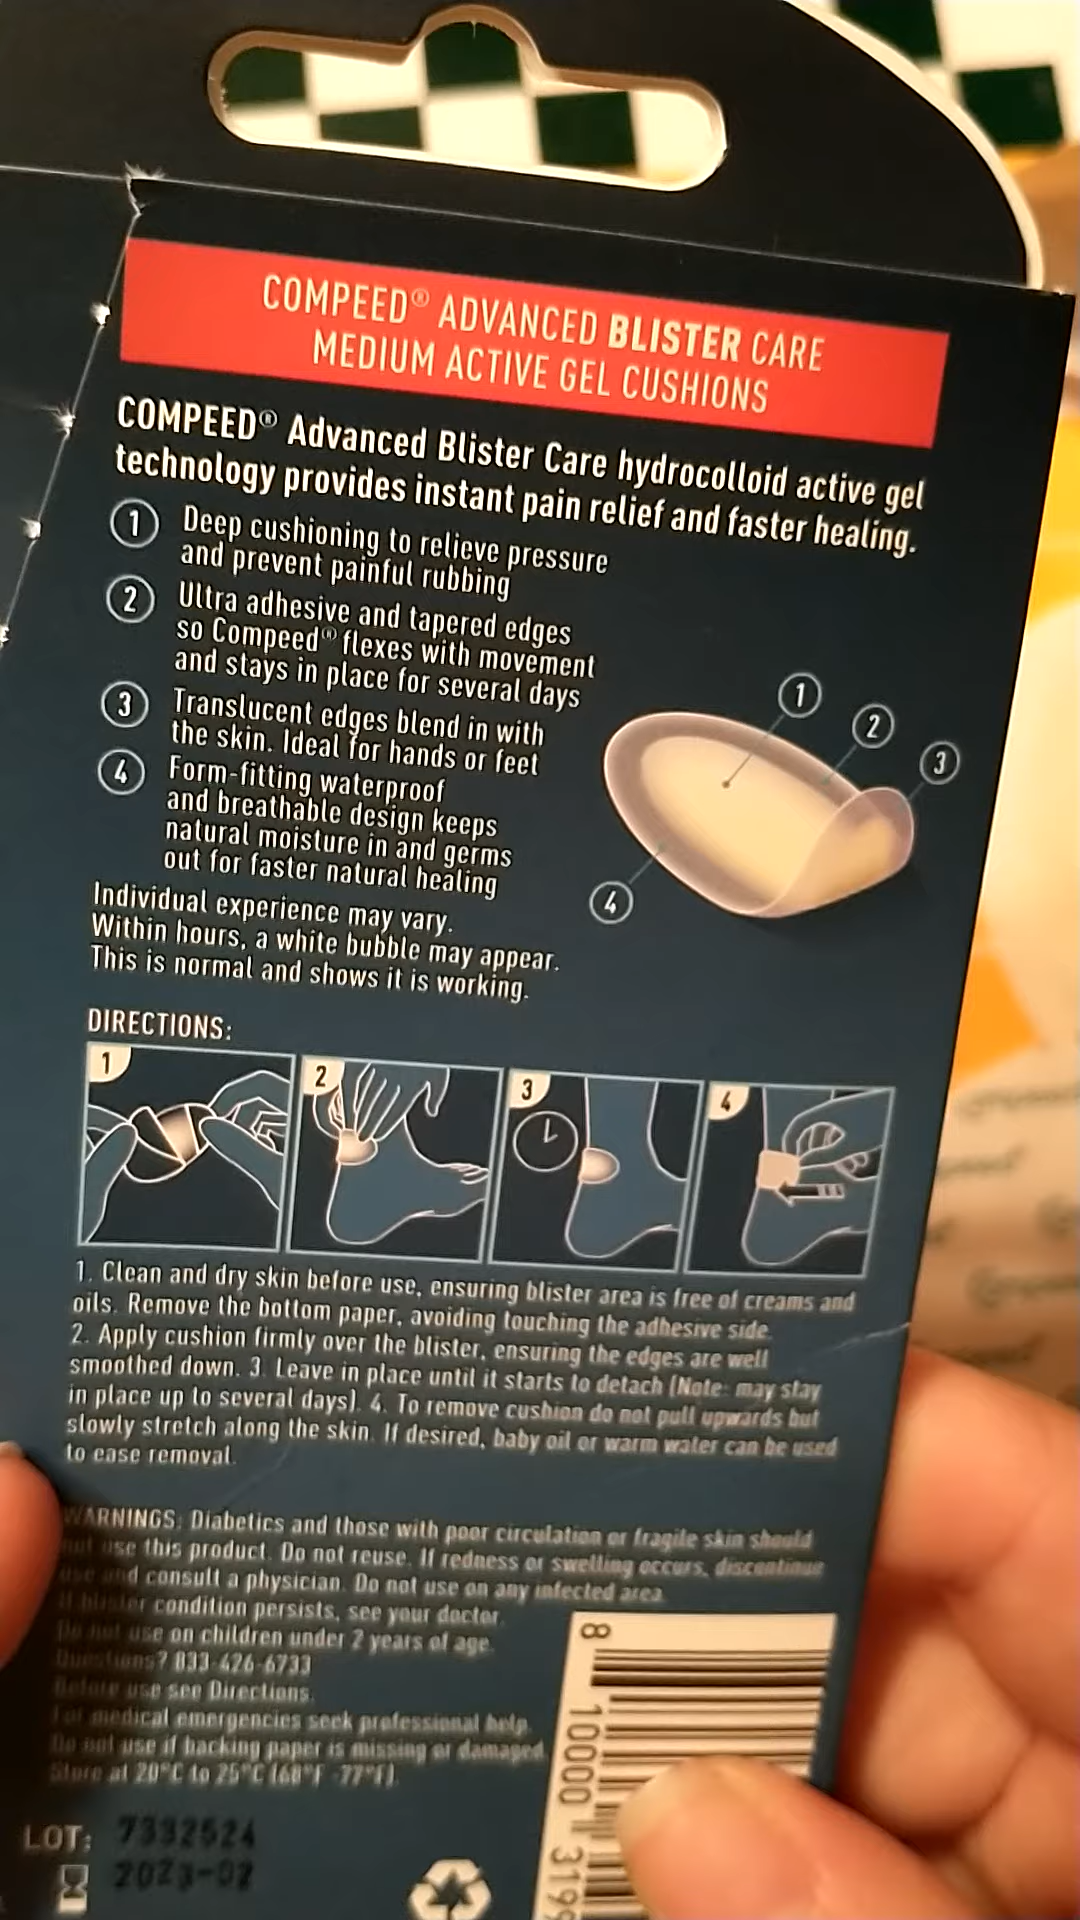 COMPEED® ADVANCED BLISTER CARE
MEDIUM ACTIVE GEL CUSHIONS
COMPEED® Advanced Blister Care hydrocolloid active gel
technology provides instant pain relief and faster healing.
1 Deep cushioning to relieve pressure
and prevent painful rubbing
2 Ultra adhesive and tapered edges
so Compeed® flexes with movement
and stays in place for several days
3 Translucent edges blend in with
the skin. Ideal for hands or feet
4 Form-fitting waterproof
and breathable design keeps
natural moisture in and germs
out for faster natural healing
1
2
3
4
Individual experience may vary.
Within hours, a white bubble may appear.
This is normal and shows it is working.
DIRECTIONS:
1 2 3 4
1. Clean and dry skin before use, ensuring blister area is free of creams and
oils. Remove the bottom paper, avoiding touching the adhesive side.
2. Apply cushion firmly over the blister, ensuring the edges are well
smoothed down. 3. Leave in place until it starts to detach (Note: may stay
in place up to several days). 4. To remove cushion do not pull upwards but
slowly stretch along the skin. If desired, baby oil or warm water can be used
to ease removal.
WARNINGS: Diabetics and those with poor circulation or fragile skin should
not use this product. Do not reuse. If redness or swelling occurs, discontinue
use and consult a physician. Do not use on any infected area.
If blister condition persists, see your doctor.
Do not use on children under 2 years of age.
Questions? 833-426-6733
Before use see Directions.
For medical emergencies seek professional help.
Do not use if backing paper is missing or damaged.
Store at 20°C to 25°C (68°F -77°F).
LOT: 7332524
2023-02
8 10000 3199